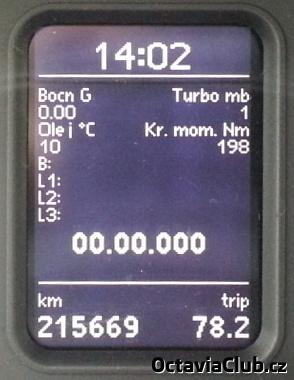 14:02
Bocn G Turbo mb
0.00 1
Olej °C Kr. mom. Nm
10 198
B:
L1:
L2:
L3:
00.00.000
km trip
215669 78.2
OctaviaClub.cz